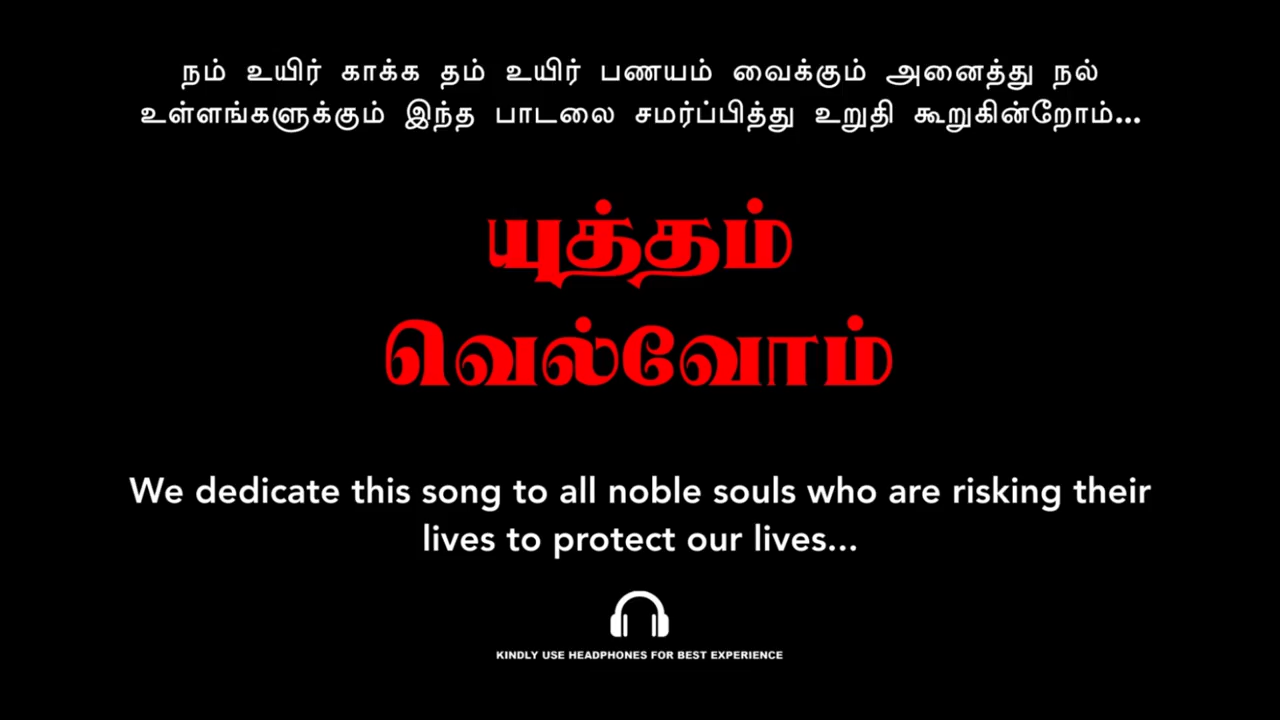 நம் உயிர் காக்க தம் உயிர் பணயம் வைக்கும் அனைத்து நல்
உள்ளங்களுக்கும் இந்த பாடலை சமர்ப்பித்து உறுதி கூறுகின்றோம்...
யுத்தம்
வெல்வோம்
We dedicate this song to all noble souls who are risking their
lives to protect our lives...
KINDLY USE HEADPHONES FOR BEST EXPERIENCE